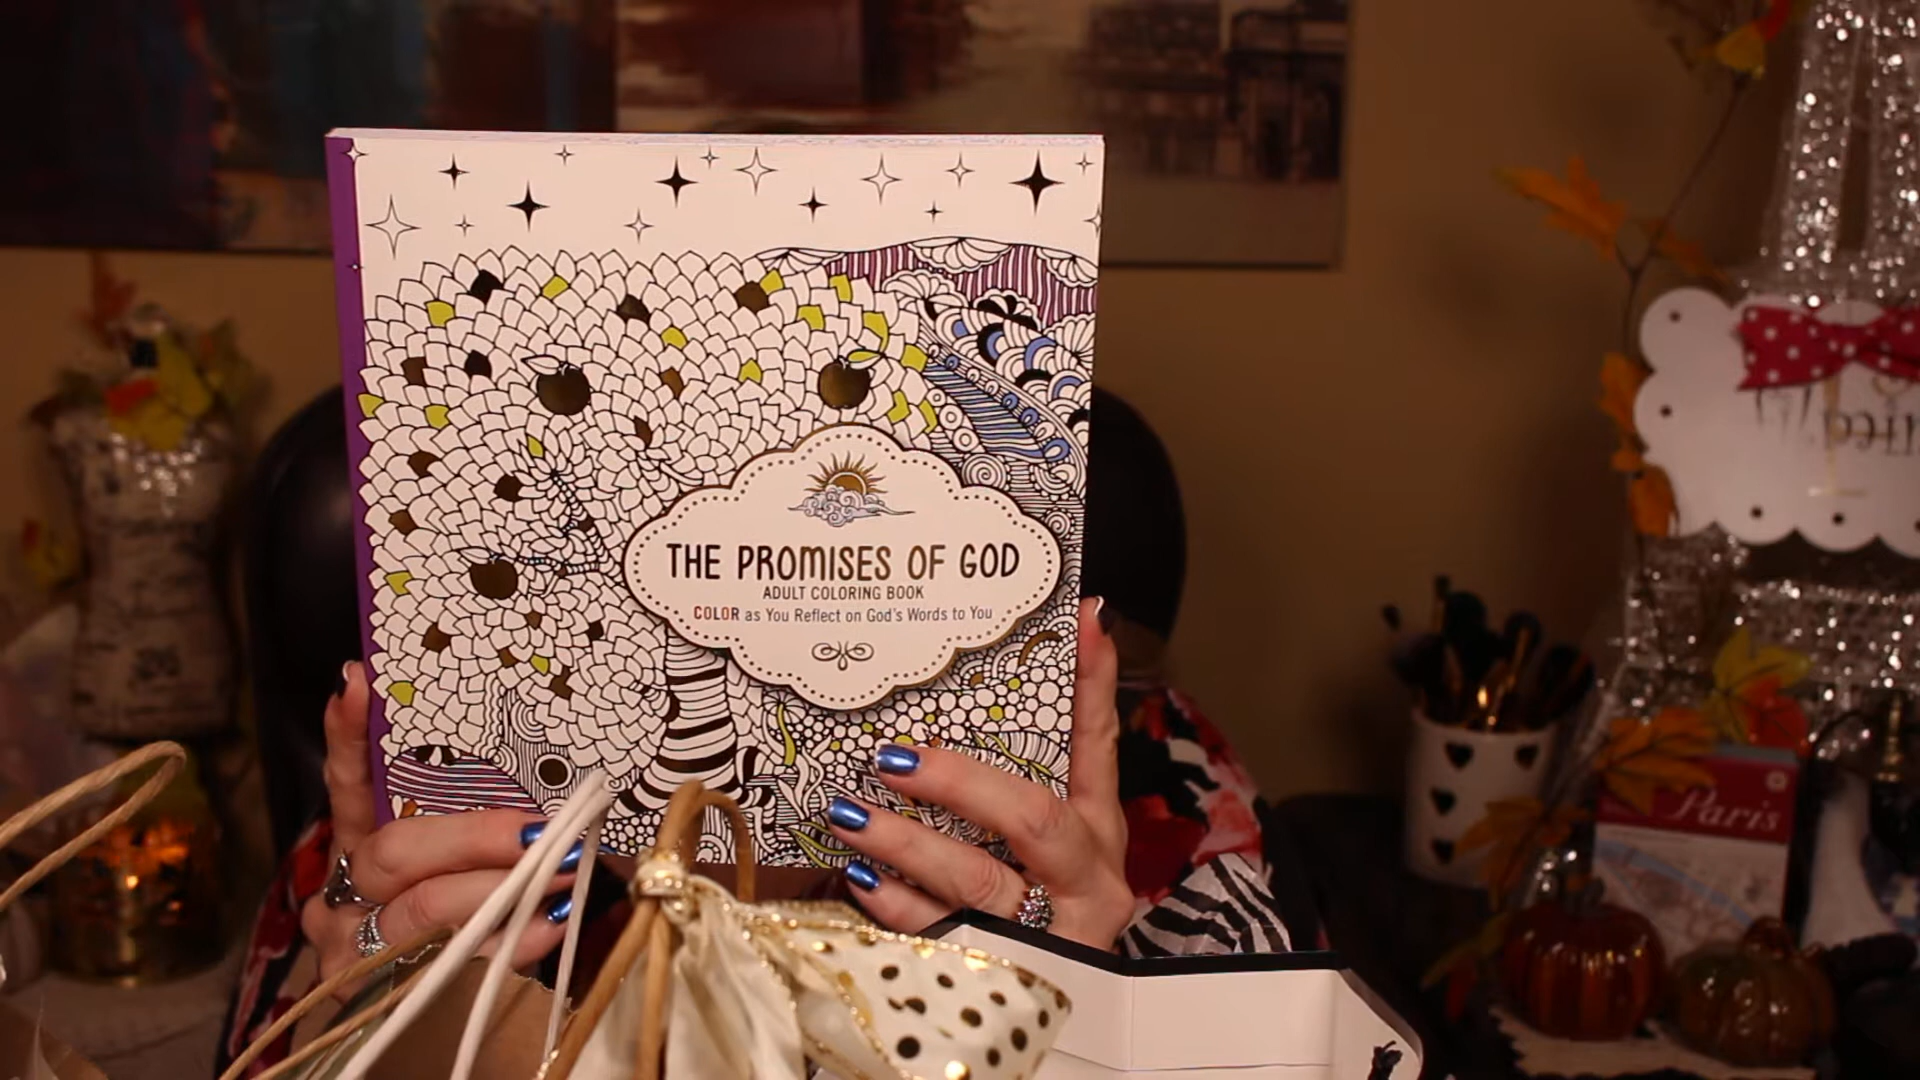 THE PROMISES OF GOD
ADULT COLORING BOOK
COLOR as You Reflect on God's Words to You
Paris